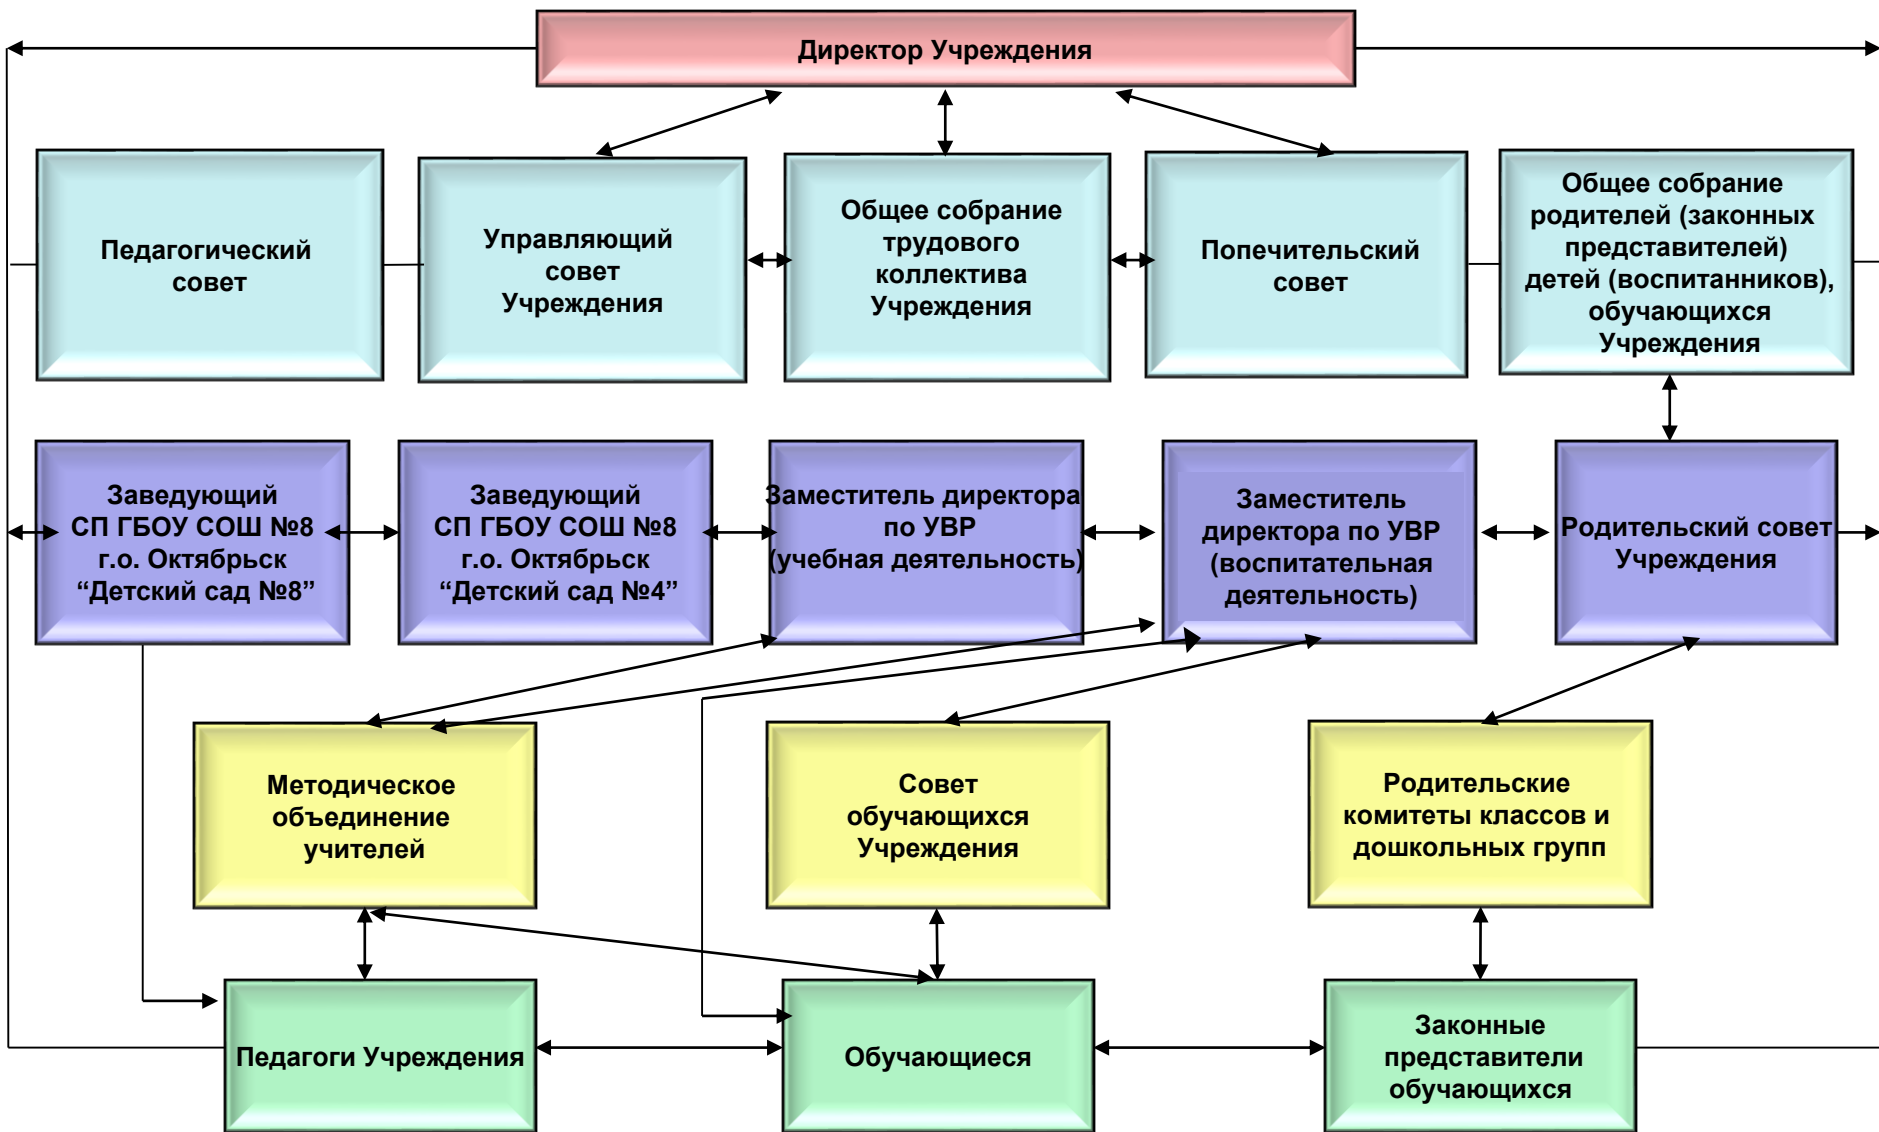 Директор Учреждения
Педагогический
совет
Управляющий
совет
Учреждения
Общее собрание
трудового
коллектива
Учреждения
Попечительский
совет
Общее собрание
родителей (законных
представителей)
детей (воспитанников),
обучающихся
Учреждения
Заведующий
СП ГБОУ СОШ №8
г.о. Октябрьск
“Детский сад №8”
Заведующий
СП ГБОУ СОШ №8
г.о. Октябрьск
“Детский сад №4”
Заместитель директора
по УВР
(учебная деятельность)
Заместитель
директора по УВР
(воспитательная
деятельность)
Родительский совет
Учреждения
Методическое
объединение
учителей
Совет
обучающихся
Учреждения
Родительские
комитеты классов и
дошкольных групп
Педагоги Учреждения
Обучающиеся
Законные
представители
обучающихся